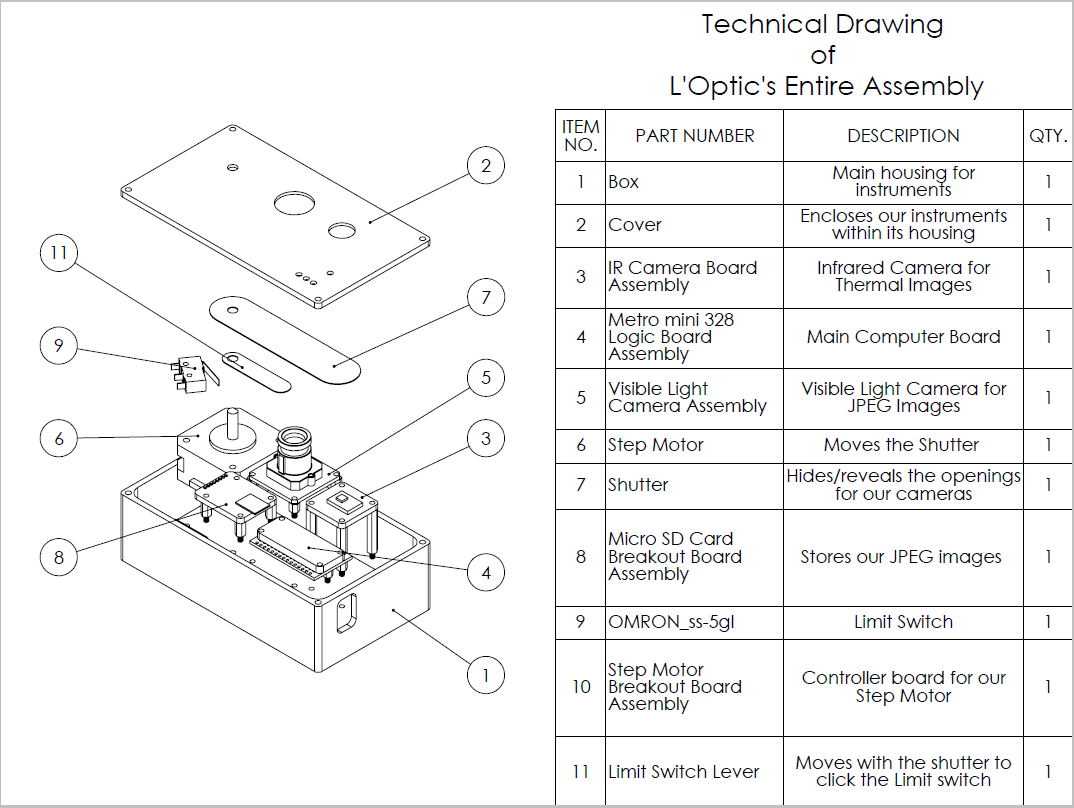 Technical Drawing
of
L'Optic's Entire Assembly
ITEM NO. PART NUMBER DESCRIPTION QTY.
1 Box Main housing for instruments 1
2 Cover Encloses our instruments within its housing 1
3 IR Camera Board Assembly Infrared Camera for Thermal Images 1
4 Metro mini 328 Logic Board Assembly Main Computer Board 1
5 Visible Light Camera Assembly Visible Light Camera for JPEG Images 1
6 Step Motor Moves the Shutter 1
7 Shutter Hides/reveals the openings for our cameras 1
8 Micro SD Card Breakout Board Assembly Stores our JPEG images 1
9 OMRON_ss-5gl Limit Switch 1
10 Step Motor Breakout Board Assembly Controller board for our Step Motor 1
11 Limit Switch Lever Moves with the shutter to click the Limit switch 1
2
11
7
9
5
6
3
8
4
1